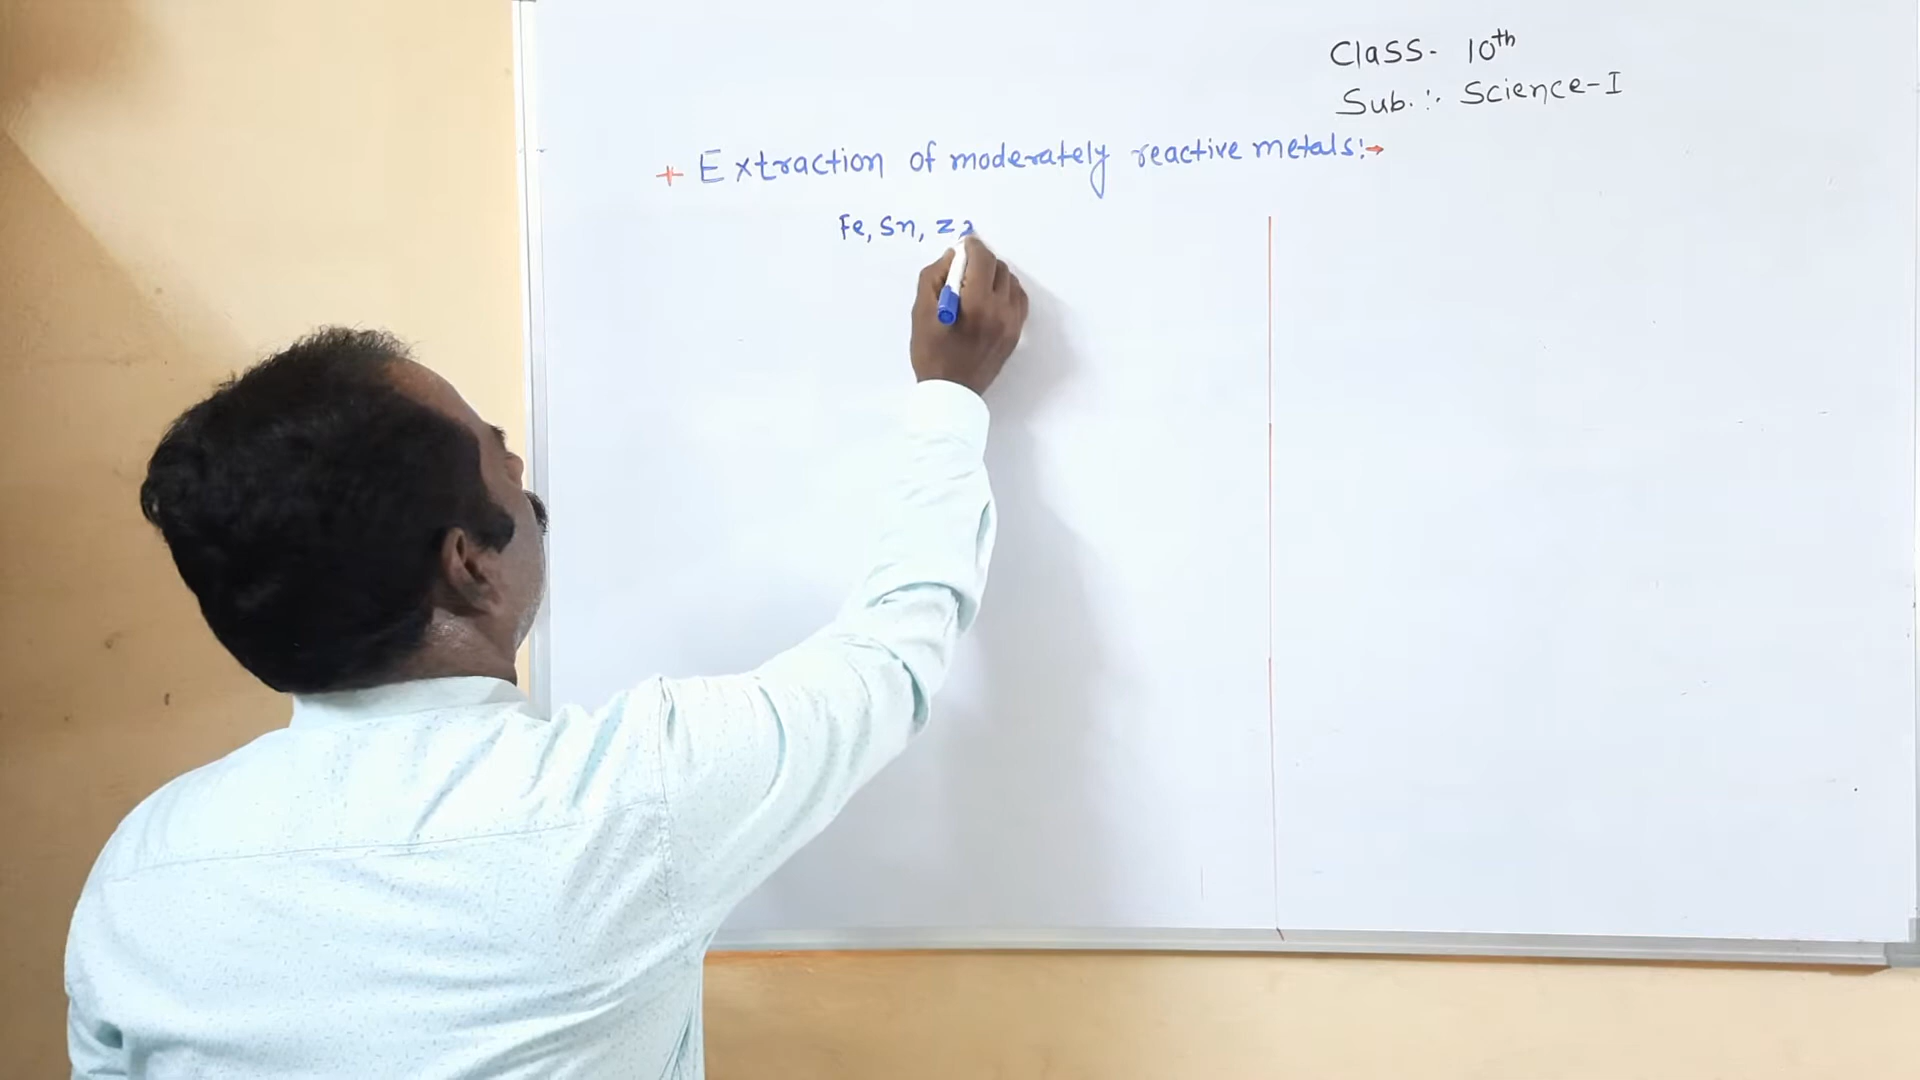 Class- 10th
Sub. :- Science-I
+ Extraction of moderately reactive metals:→
Fe, Sn, Z